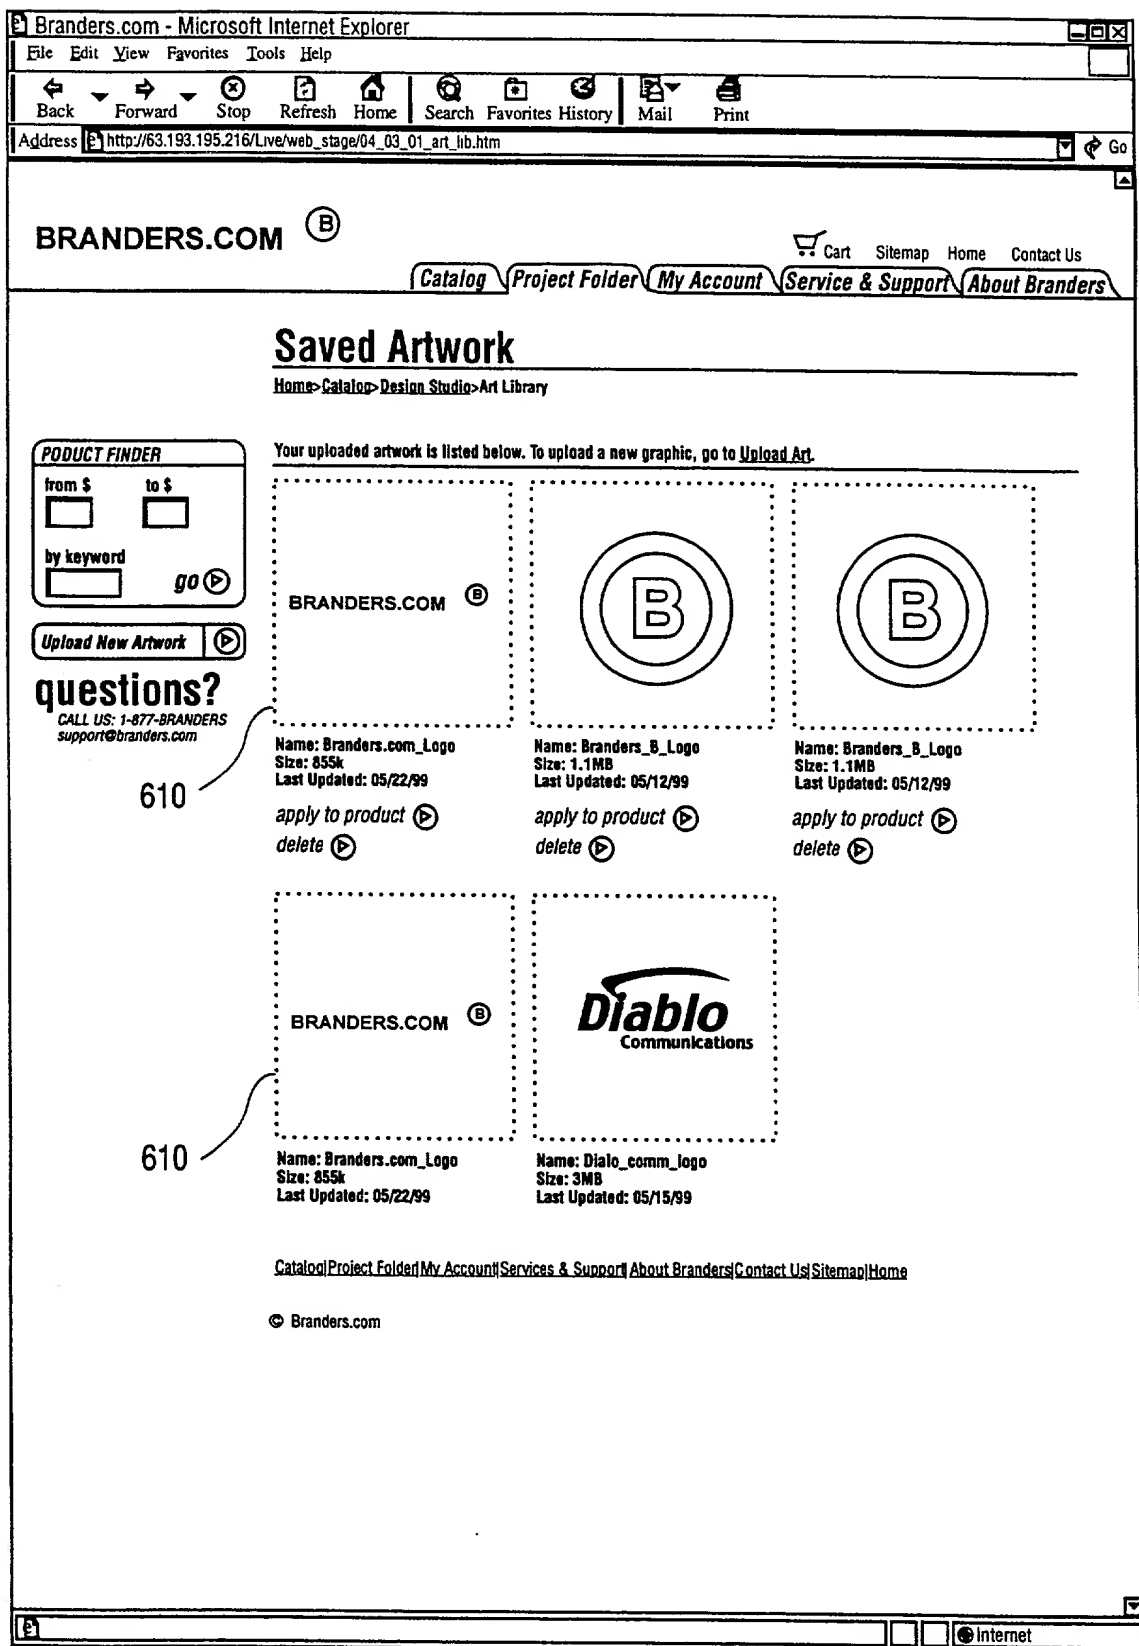 Branders.com - Microsoft Internet Explorer
File Edit View Favorites Tools Help
Back Forward Stop Refresh Home Search Favorites History Mail Print
Address http://63.193.195.216/Live/web_stage/04_03_01_art_lib.htm Go
BRANDERS.COM B
Cart Sitemap Home Contact Us
Catalog Project Folder My Account Service & Support About Branders
Saved Artwork
Home>Catalog>Design Studio>Art Library
PODUCT FINDER
from $ to $
by keyword
go
Upload New Artwork
questions?
CALL US: 1-877-BRANDERS
support@branders.com
Your uploaded artwork is listed below. To upload a new graphic, go to Upload Art.
BRANDERS.COM B
B
B
610
Name: Branders.com_Logo
Size: 855k
Last Updated: 05/22/99
apply to product
delete
Name: Branders_B_Logo
Size: 1.1MB
Last Updated: 05/12/99
apply to product
delete
Name: Branders_B_Logo
Size: 1.1MB
Last Updated: 05/12/99
apply to product
delete
BRANDERS.COM B
Diablo
Communications
610
Name: Branders.com_Logo
Size: 855k
Last Updated: 05/22/99
Name: Dialo_comm_logo
Size: 3MB
Last Updated: 05/15/99
Catalog|Project Folder|My Account|Services & Support|About Branders|Contact Us|Sitemap|Home
© Branders.com
Internet